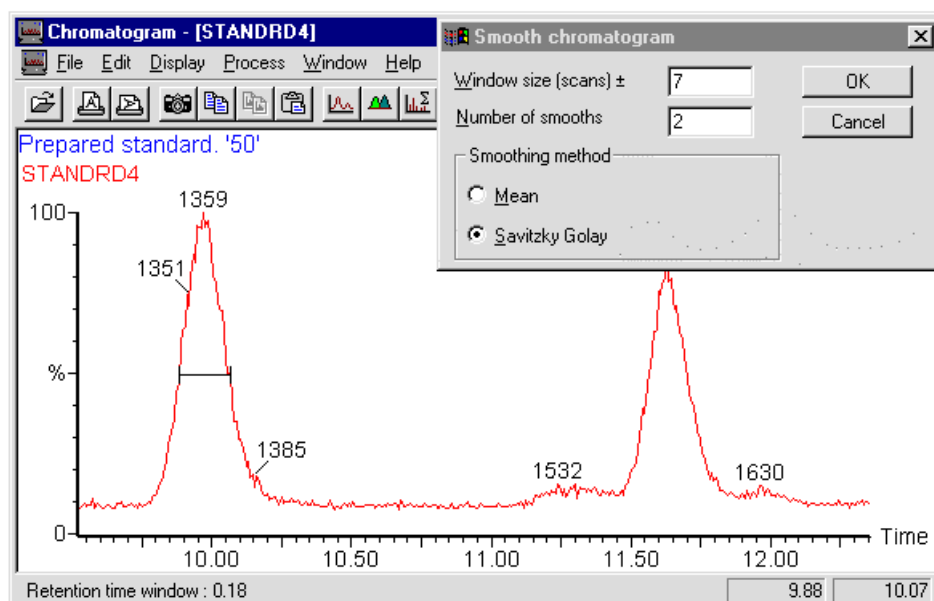 Chromatogram - [STANDRD4]
File Edit Display Process Window Help
Smooth chromatogram
Window size (scans) ± 7
OK
Number of smooths 2
Cancel
Smoothing method
Mean
Savitzky Golay
Prepared standard. '50'
STANDRD4
1359
100
1351
%
1385
1532
1630
0
Time
10.00 10.50 11.00 11.50 12.00
Retention time window : 0.18 9.88 10.07